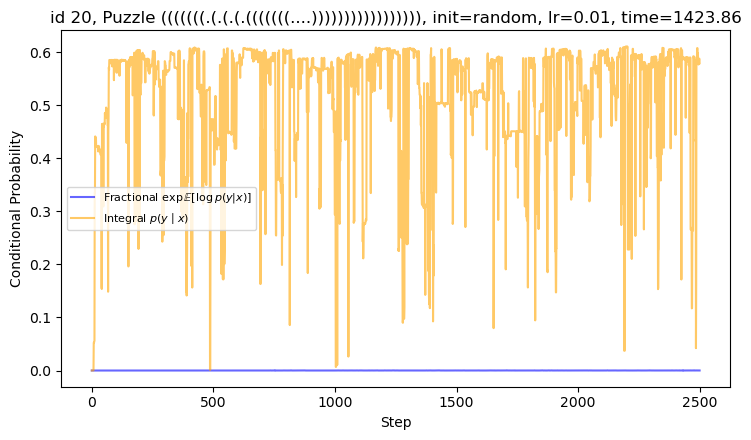 id 20, Puzzle (((((((.(.(.(.(((((((....))))))))))))))))), init=random, lr=0.01, time=1423.86
0.6
0.5
0.4
0.3
0.2
0.1
0.0
Conditional Probability
Fractional exp 𝔼[log p(y|x)]
Integral p(y | x)
0 500 1000 1500 2000 2500
Step